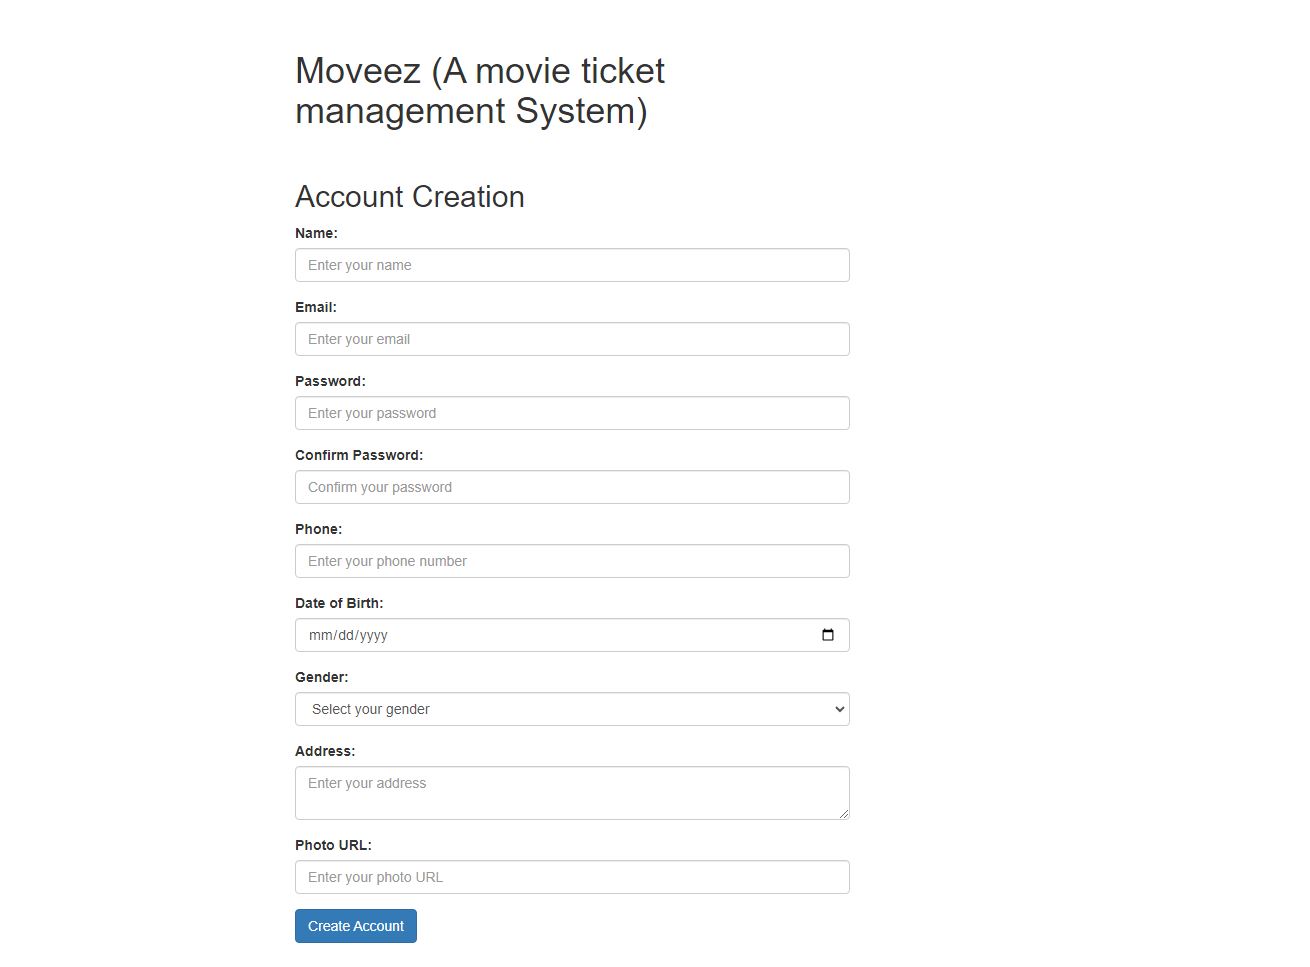 Moveez (A movie ticket
management System)
Account Creation
Name:
Enter your name
Email:
Enter your email
Password:
Enter your password
Confirm Password:
Confirm your password
Phone:
Enter your phone number
Date of Birth:
mm/dd/yyyy
Gender:
Select your gender
Address:
Enter your address
Photo URL:
Enter your photo URL
Create Account